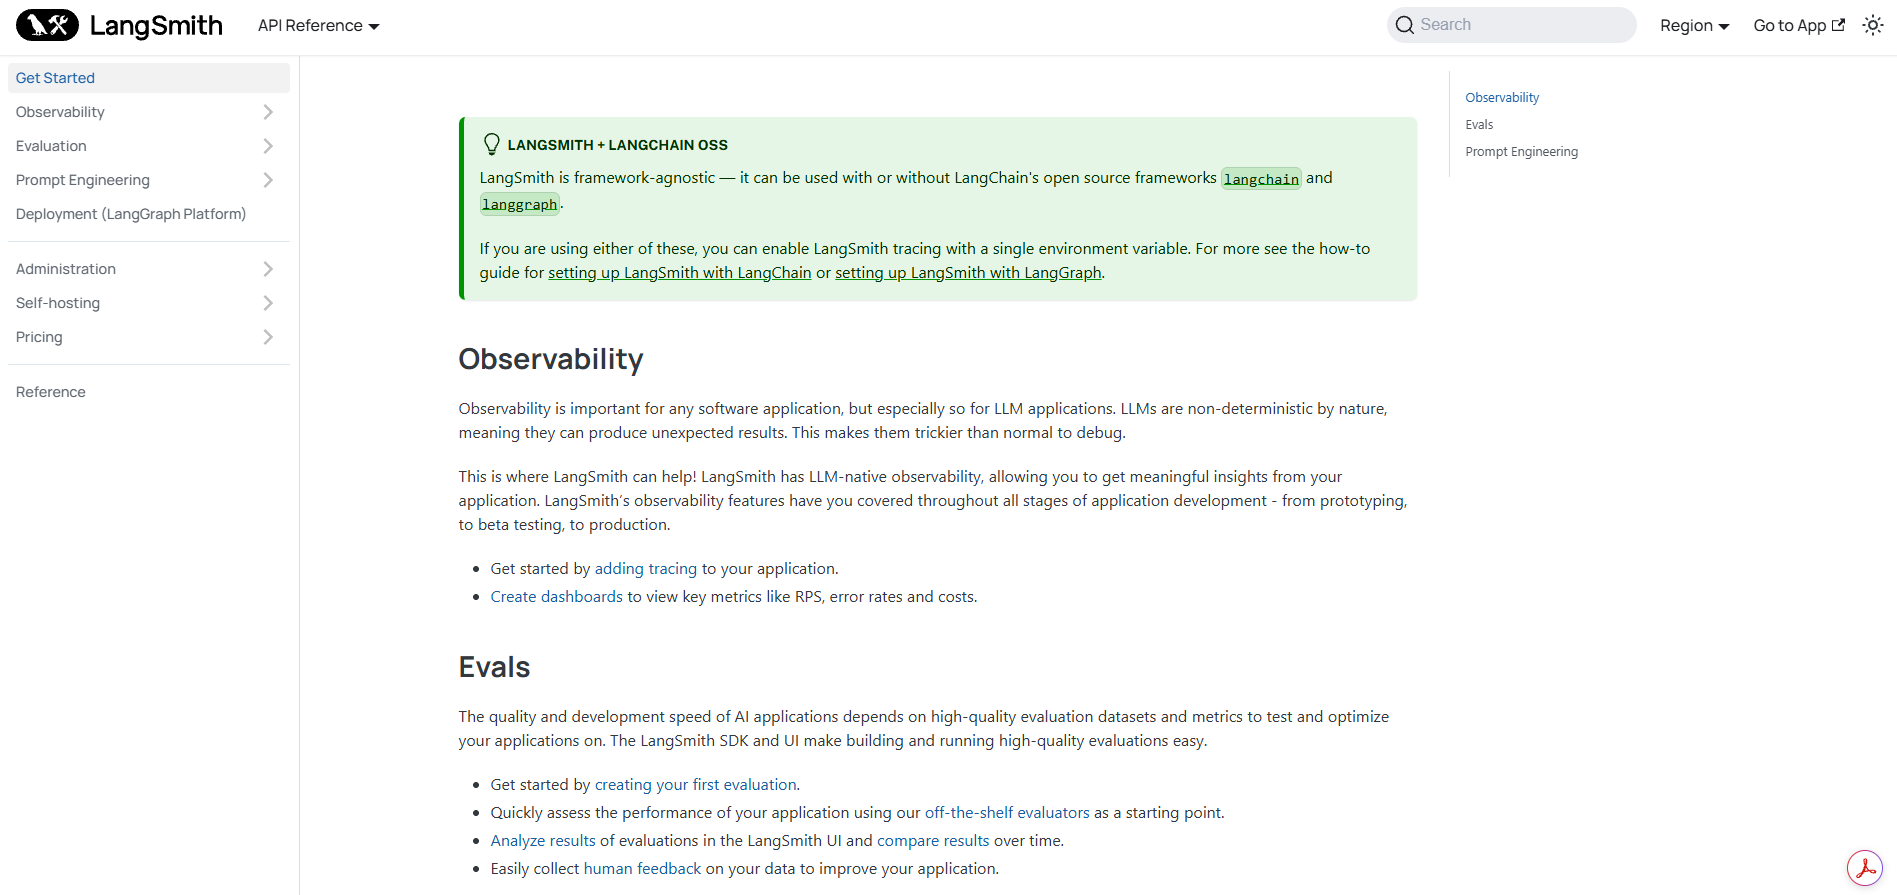 LangSmith
API Reference
Search
Region
Go to App
Get Started
Observability
Evaluation
Prompt Engineering
Deployment (LangGraph Platform)
Administration
Self-hosting
Pricing
Reference
LANGSMITH + LANGCHAIN OSS
LangSmith is framework-agnostic — it can be used with or without LangChain's open source frameworks langchain and
langgraph.
If you are using either of these, you can enable LangSmith tracing with a single environment variable. For more see the how-to
guide for setting up LangSmith with LangChain or setting up LangSmith with LangGraph.
Observability
Observability is important for any software application, but especially so for LLM applications. LLMs are non-deterministic by nature,
meaning they can produce unexpected results. This makes them trickier than normal to debug.
This is where LangSmith can help! LangSmith has LLM-native observability, allowing you to get meaningful insights from your
application. LangSmith’s observability features have you covered throughout all stages of application development - from prototyping,
to beta testing, to production.
• Get started by adding tracing to your application.
• Create dashboards to view key metrics like RPS, error rates and costs.
Evals
The quality and development speed of AI applications depends on high-quality evaluation datasets and metrics to test and optimize
your applications on. The LangSmith SDK and UI make building and running high-quality evaluations easy.
• Get started by creating your first evaluation.
• Quickly assess the performance of your application using our off-the-shelf evaluators as a starting point.
• Analyze results of evaluations in the LangSmith UI and compare results over time.
• Easily collect human feedback on your data to improve your application.
Observability
Evals
Prompt Engineering